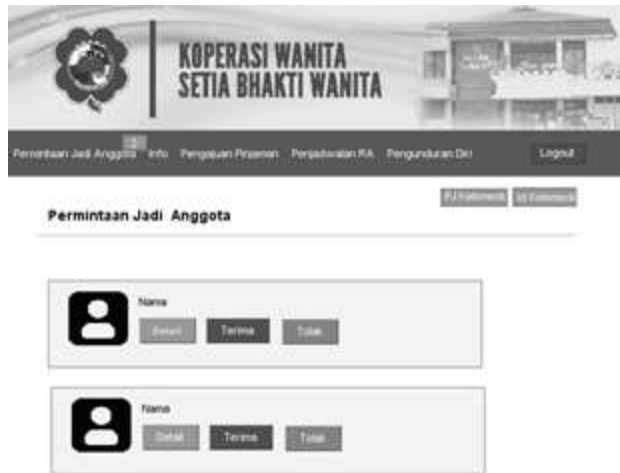 KOPERASI WANITA
SETIA BHAKTI WANITA
Permintaan Jadi Anggota Info Pengajuan Pinjaman Penjadwalan RA Pengunduran Diri Logout
Permintaan Jadi Anggota
Nama
Detail Terima Tolak
Nama
Detail Terima Tolak